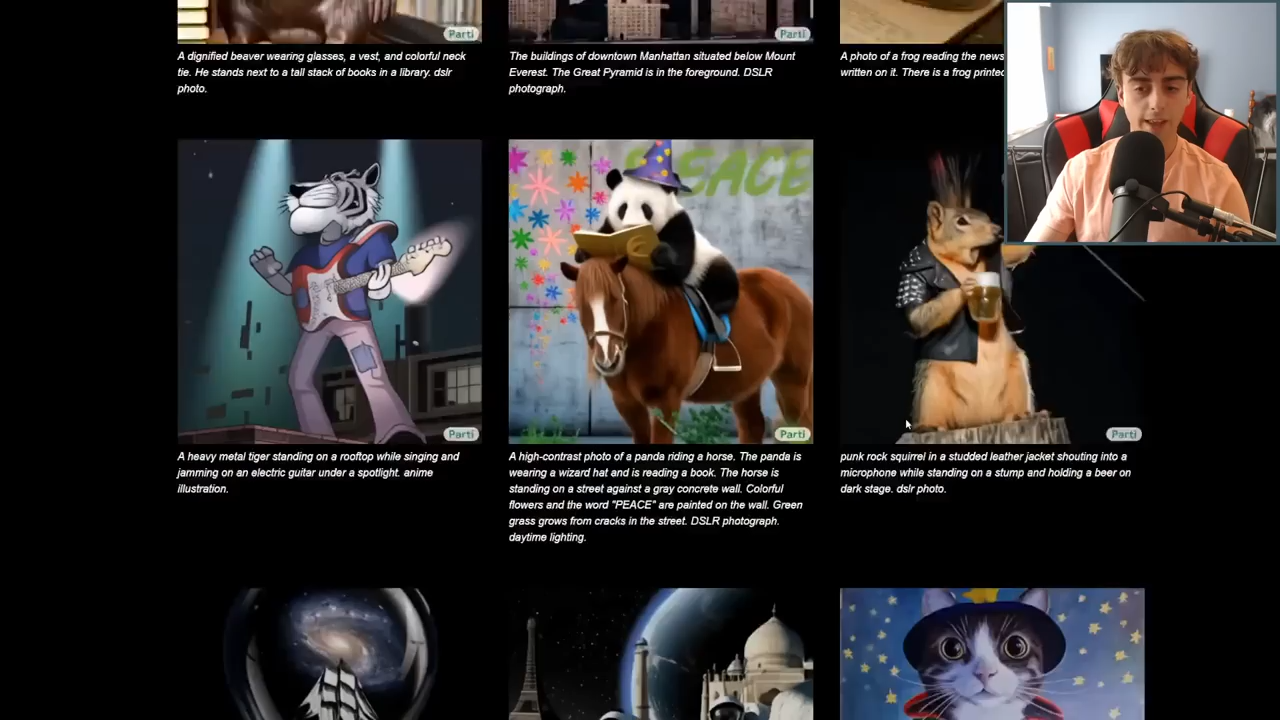 Parti
Parti
A dignified beaver wearing glasses, a vest, and colorful neck
tie. He stands next to a tall stack of books in a library. dslr
photo.
The buildings of downtown Manhattan situated below Mount
Everest. The Great Pyramid is in the foreground. DSLR
photograph.
A photo of a frog reading the news
written on it. There is a frog printed
PEACE
Parti
Parti
Parti
A heavy metal tiger standing on a rooftop while singing and
jamming on an electric guitar under a spotlight. anime
illustration.
A high-contrast photo of a panda riding a horse. The panda is
wearing a wizard hat and is reading a book. The horse is
standing on a street against a gray concrete wall. Colorful
flowers and the word "PEACE" are painted on the wall. Green
grass grows from cracks in the street. DSLR photograph.
daytime lighting.
punk rock squirrel in a studded leather jacket shouting into a
microphone while standing on a stump and holding a beer on
dark stage. dslr photo.